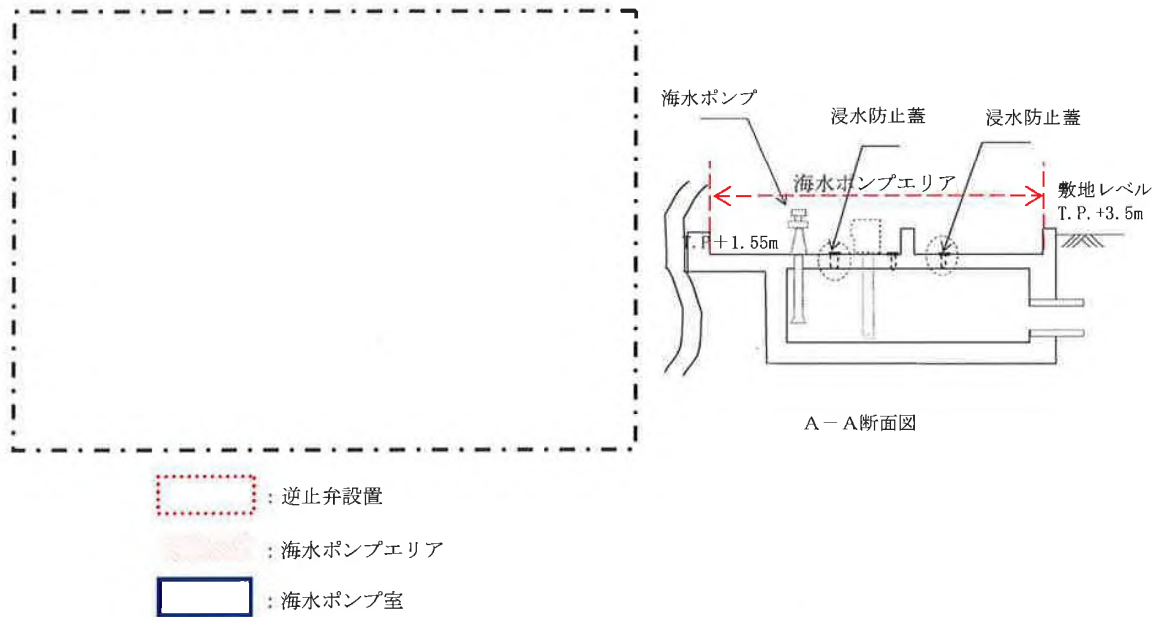 海水ポンプ
浸水防止蓋
浸水防止蓋
海水ポンプエリア
敷地レベル
T.P.+3.5m
T.P+1.55m
A-A断面図
：逆止弁設置
：海水ポンプエリア
：海水ポンプ室